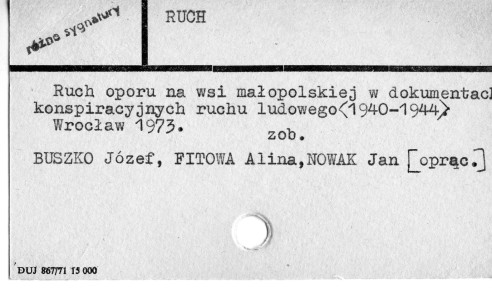 różne sygnatury
RUCH
Ruch oporu na wsi małopolskiej w dokumentach
konspiracyjnych ruchu ludowego<1940-1944>
Wrocław 1973.
zob.
BUSZKO Józef, FITOWA Alina,NOWAK Jan [oprąc.]
DUJ 867/71 15 000